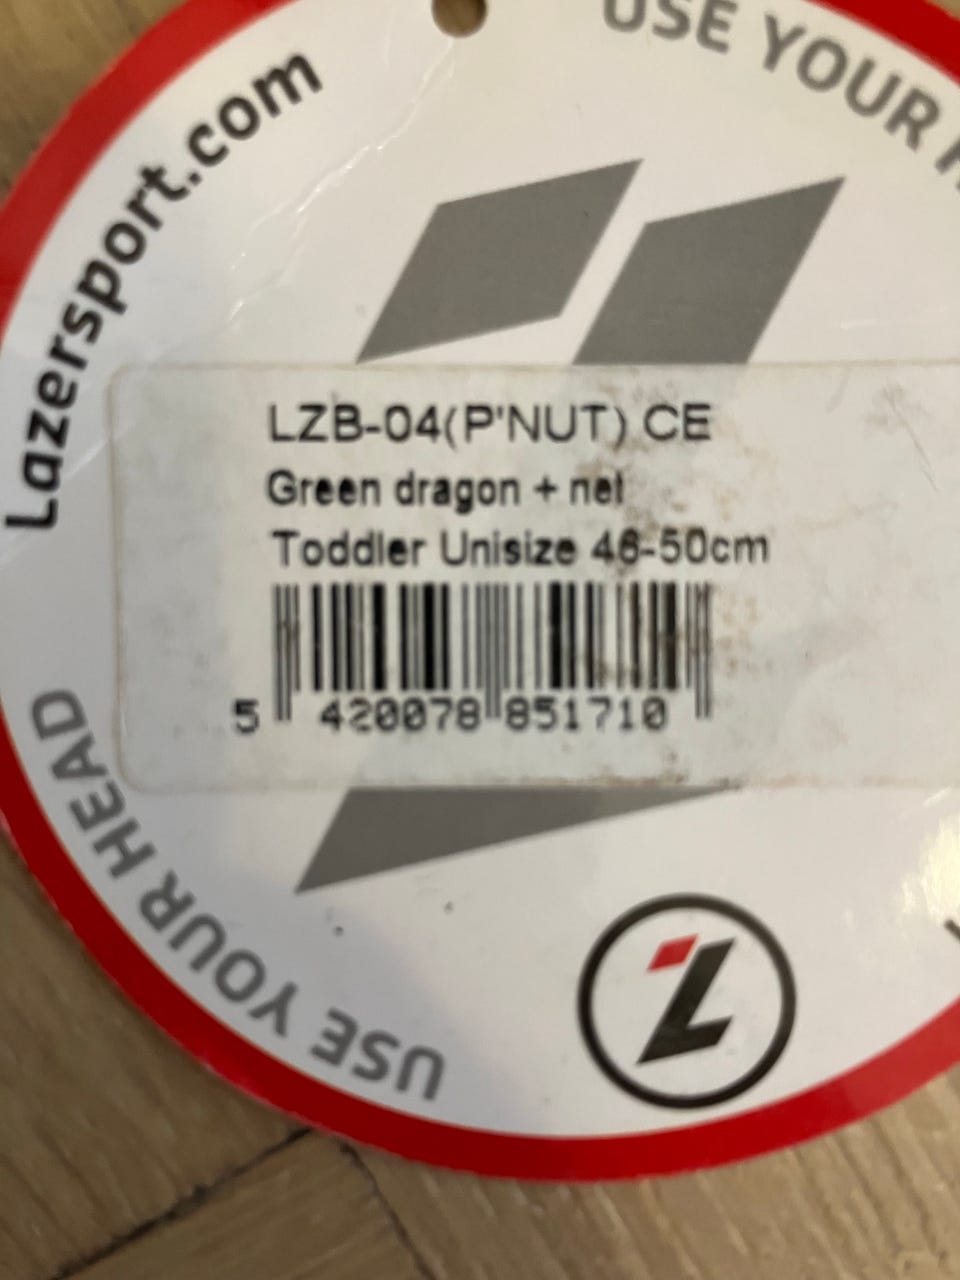 USE YOUR
Lazersport.com
LZB-04(P'NUT) CE
Green dragon + net
Toddler Unisize 46-50cm
5 420078 851710
USE YOUR HEAD